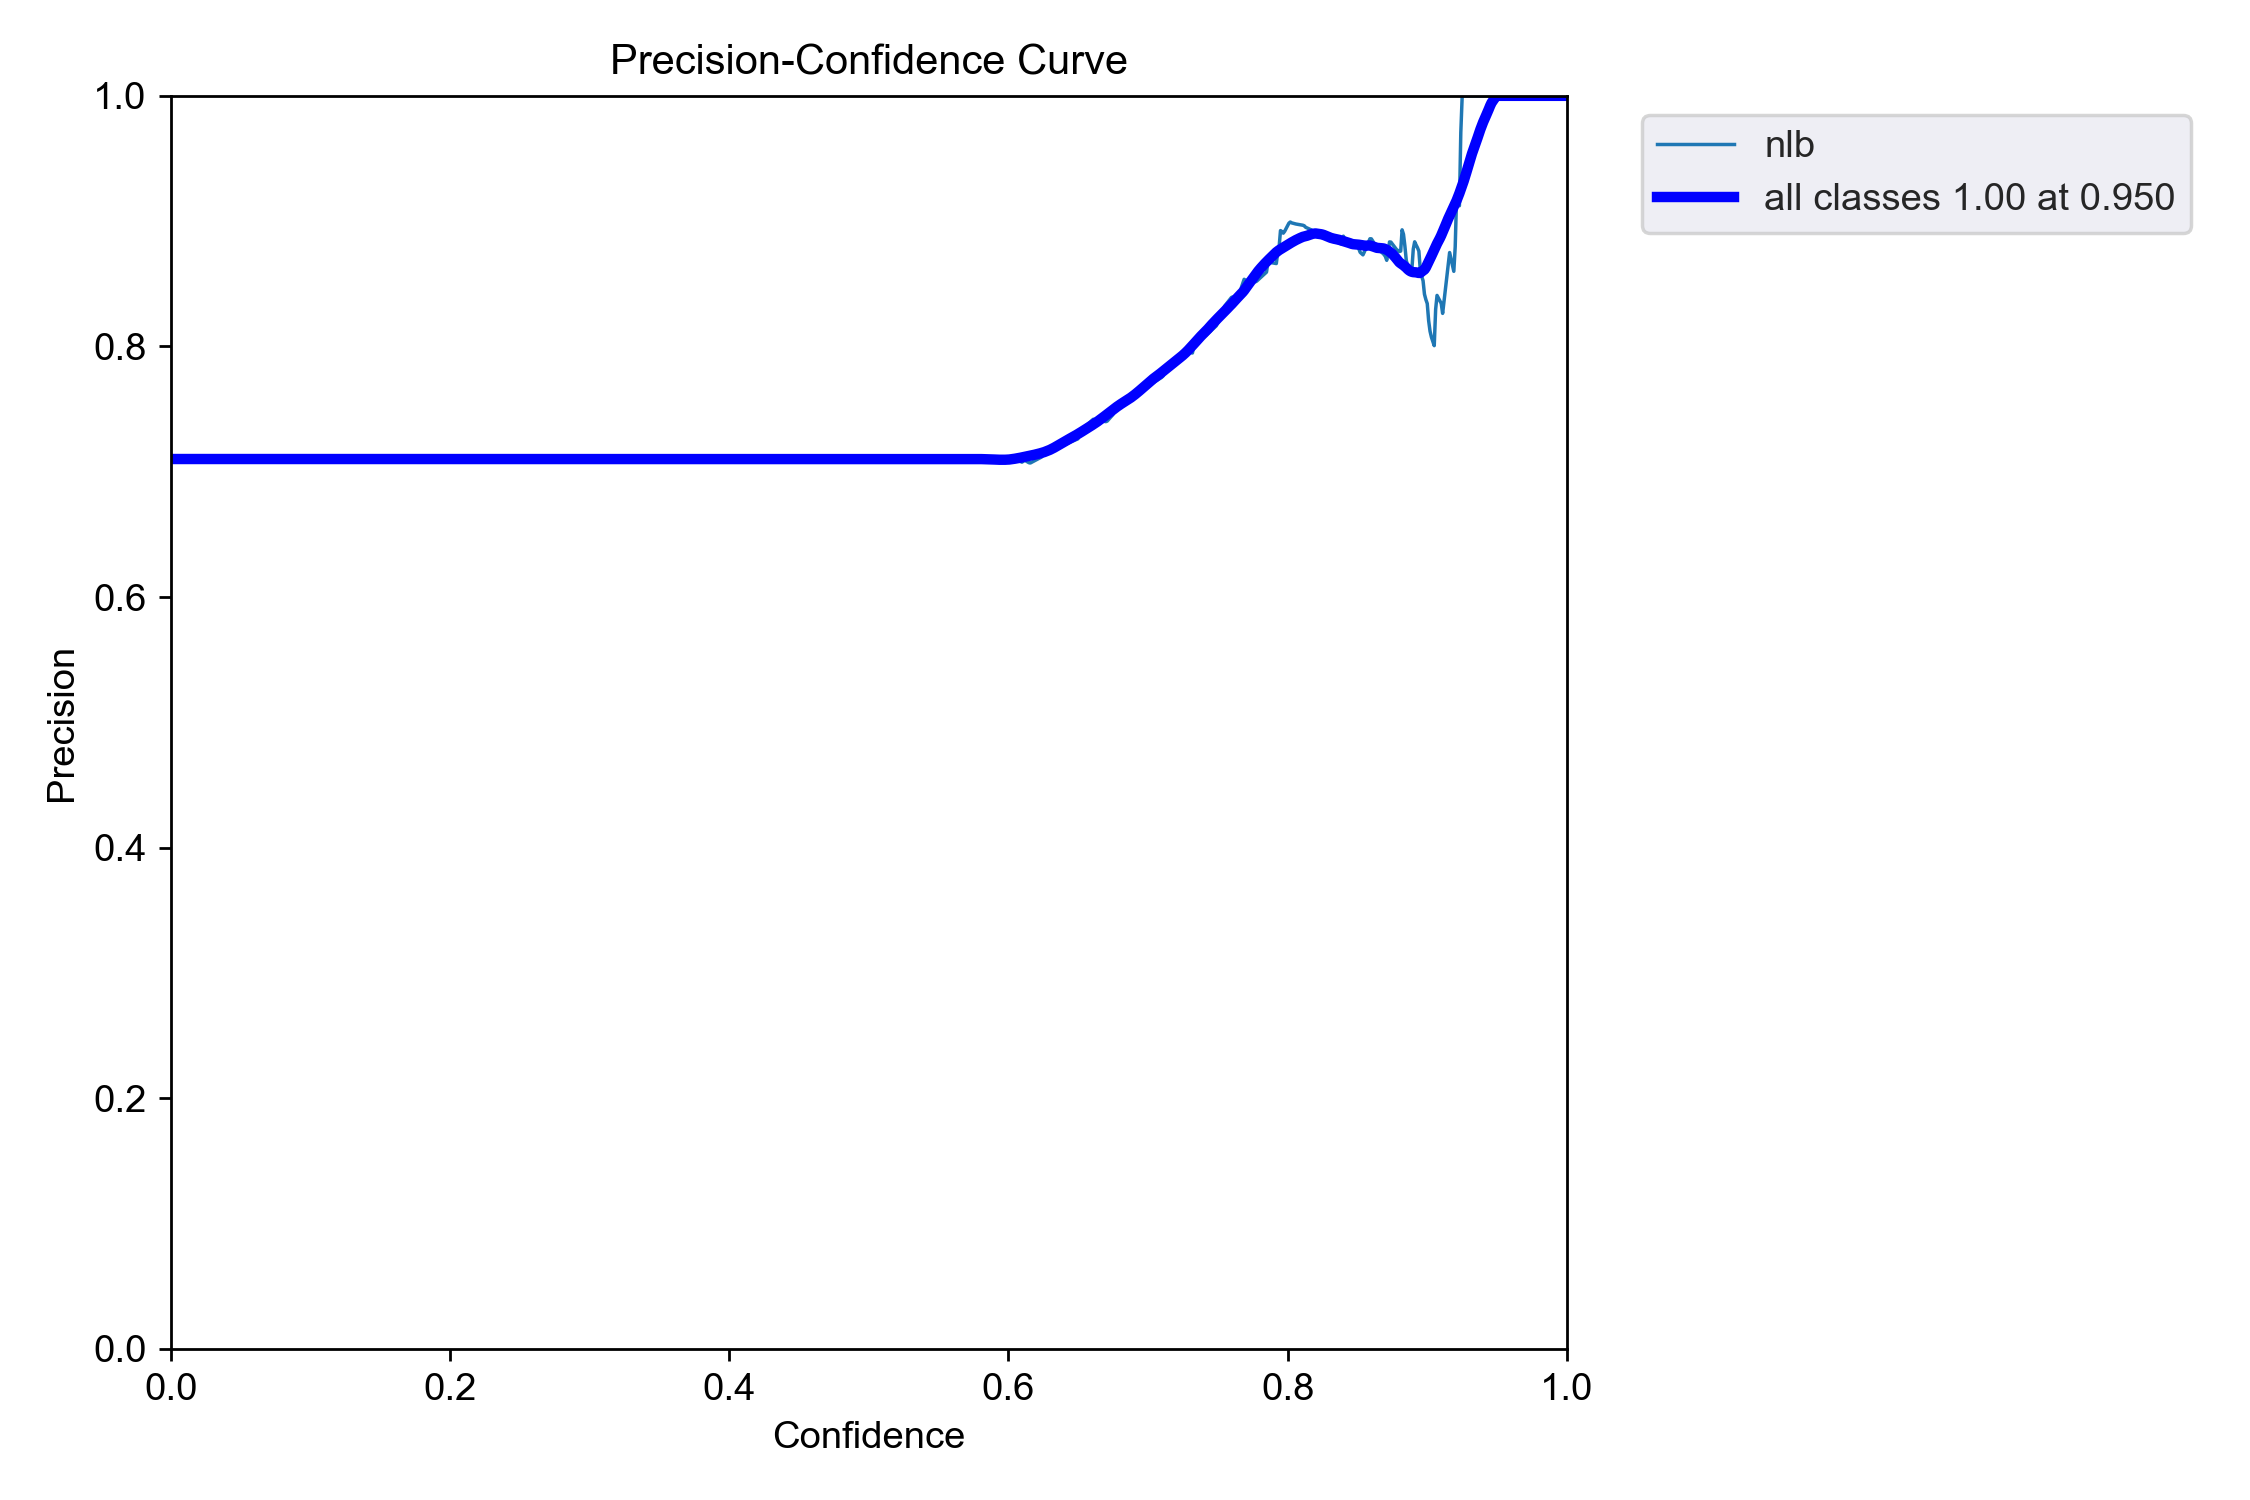 Precision-Confidence Curve
1.0
0.8
0.6
0.4
0.2
0.0
Precision
0.0 0.2 0.4 0.6 0.8 1.0
Confidence
nlb
all classes 1.00 at 0.950